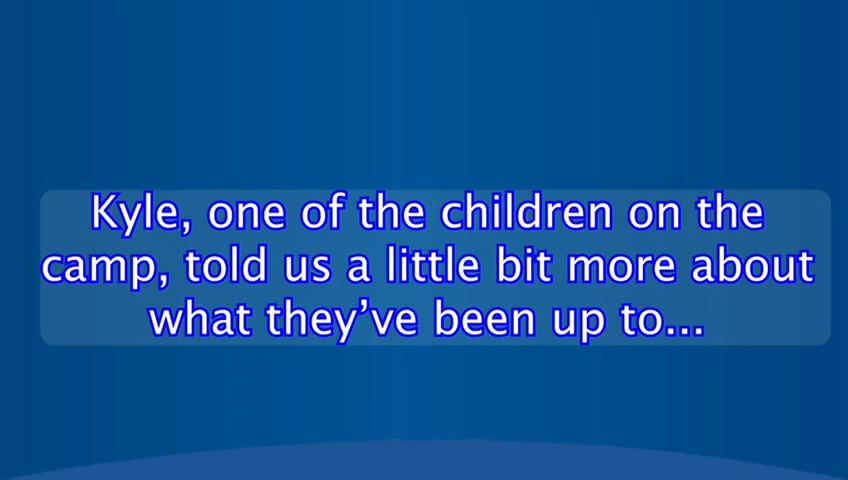 Kyle, one of the children on the
camp, told us a little bit more about
what they’ve been up to...